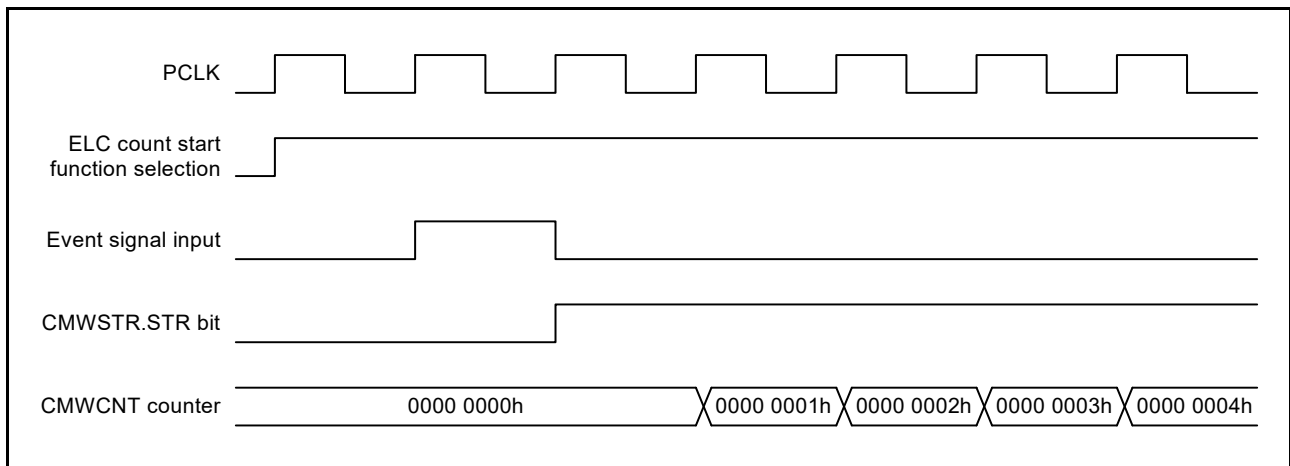 PCLK
ELC count start
function selection
Event signal input
CMWSTR.STR bit
CMWCNT counter
0000 0000h
0000 0001h
0000 0002h
0000 0003h
0000 0004h